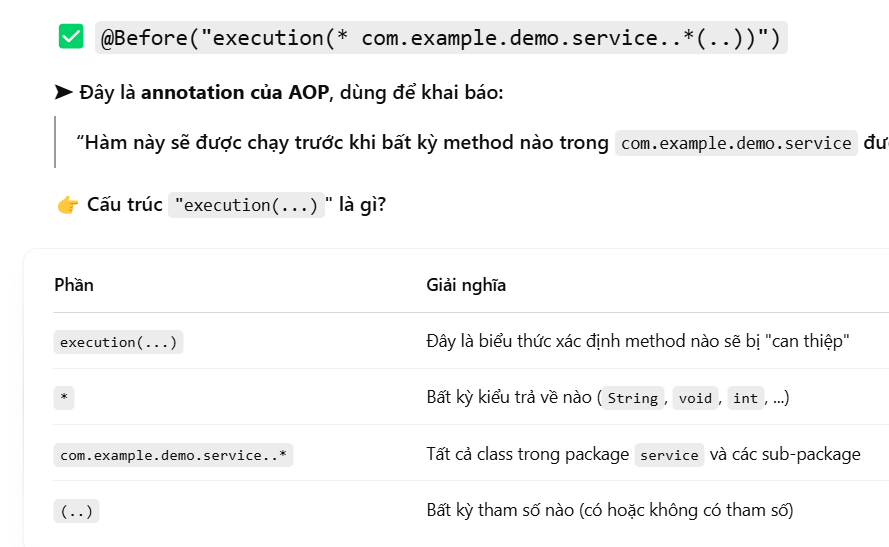 @Before("execution(* com.example.demo.service..*(..))")
➤ Đây là annotation của AOP, dùng để khai báo:
“Hàm này sẽ được chạy trước khi bất kỳ method nào trong com.example.demo.service đư
👉 Cấu trúc "execution(...)" là gì?
Phần Giải nghĩa
execution(...) Đây là biểu thức xác định method nào sẽ bị "can thiệp"
* Bất kỳ kiểu trả về nào (String, void, int, ...)
com.example.demo.service..* Tất cả class trong package service và các sub-package
(..) Bất kỳ tham số nào (có hoặc không có tham số)